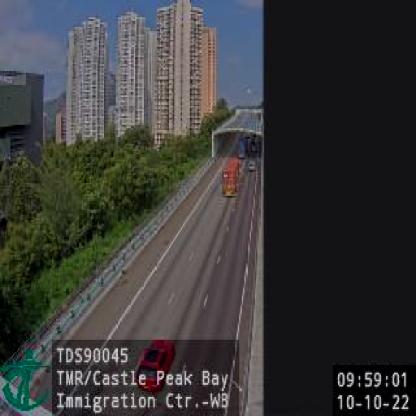 TDS90045
TMR/Castle Peak Bay
Immigration Ctr.-WB
09:59:01
10-10-22